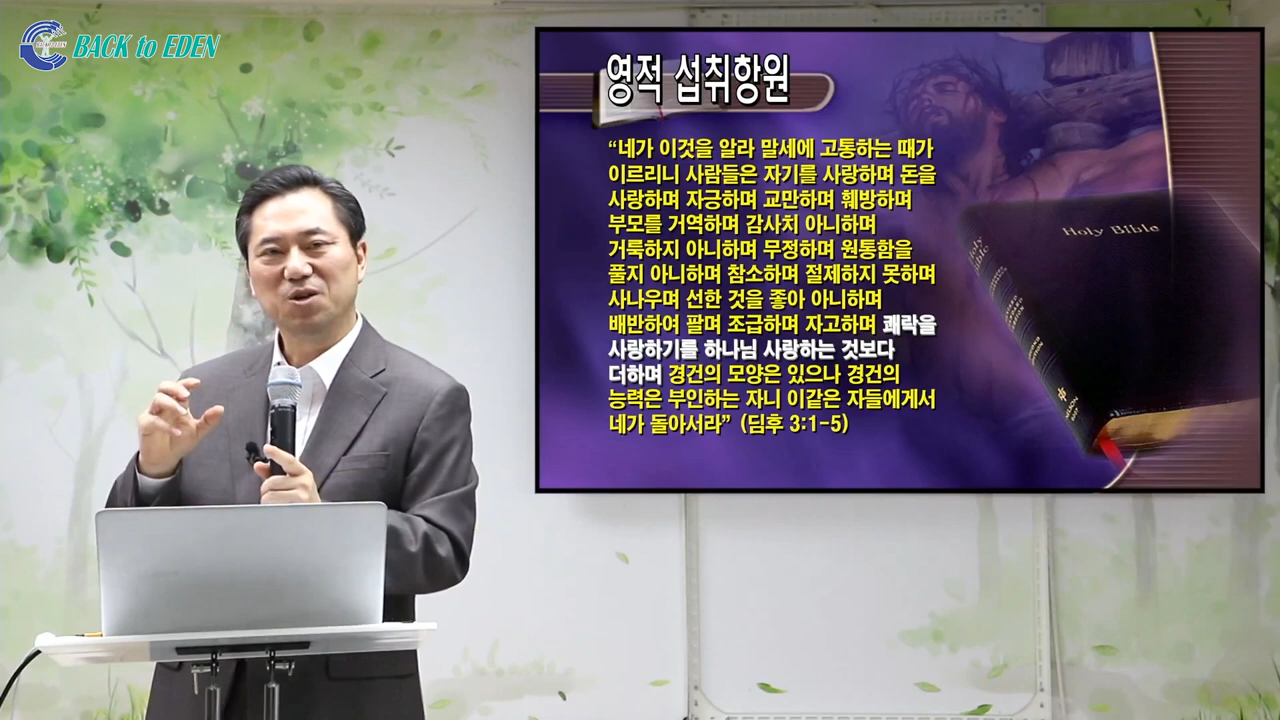 BACK to EDEN
영적 섭취항원
“네가 이것을 알라 말세에 고통하는 때가
이르리니 사람들은 자기를 사랑하며 돈을
사랑하며 자긍하며 교만하며 훼방하며
부모를 거역하며 감사치 아니하며
거룩하지 아니하며 무정하며 원통함을
풀지 아니하며 참소하며 절제하지 못하며
사나우며 선한 것을 좋아 아니하며
배반하여 팔며 조급하며 자고하며 쾌락을
사랑하기를 하나님 사랑하는 것보다
더하며 경건의 모양은 있으나 경건의
능력은 부인하는 자니 이같은 자들에게서
네가 돌아서라” (딤후 3:1-5)
Holy Bible